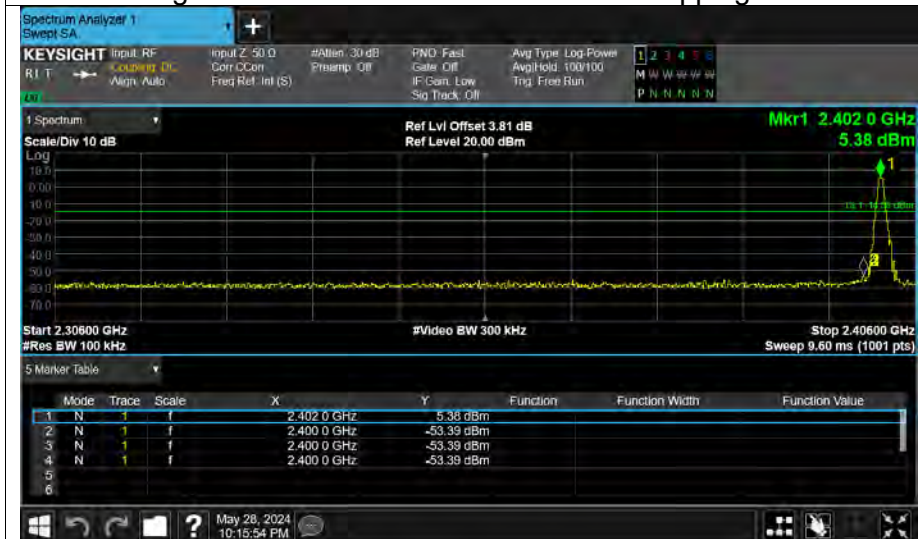 Spectrum Analyzer 1
Swept SA
+
KEYSIGHT Input: RF Input Z: 50 Ω #Atten: 30 dB PNO: Fast Avg Type: Log-Power 1 2 3 4 5 6
R L T Coupling: DC Corr CCorr Preamp: Off Gate: Off Avg|Hold: 100/100 M W W W W W
Align: Auto Freq Ref: Int (S) IF Gain: Low Trig: Free Run P N N N N N
Sig Track: Off
1 Spectrum Ref Lvl Offset 3.81 dB Mkr1 2.402 0 GHz
Scale/Div 10 dB Ref Level 20.00 dBm 5.38 dBm
Log
10.0
0.00
-10.0
-20.0
-30.0
-40.0
-50.0
-60.0
-70.0
1
2
Start 2.30600 GHz #Video BW 300 kHz Stop 2.40600 GHz
#Res BW 100 kHz Sweep 9.60 ms (1001 pts)
5 Marker Table
Mode Trace Scale X Y Function Function Width Function Value
1 N 1 f 2.402 0 GHz 5.38 dBm
2 N 1 f 2.400 0 GHz -53.39 dBm
3 N 1 f 2.400 0 GHz -53.39 dBm
4 N 1 f 2.400 0 GHz -53.39 dBm
5
6
? May 28, 2024
10:15:54 PM